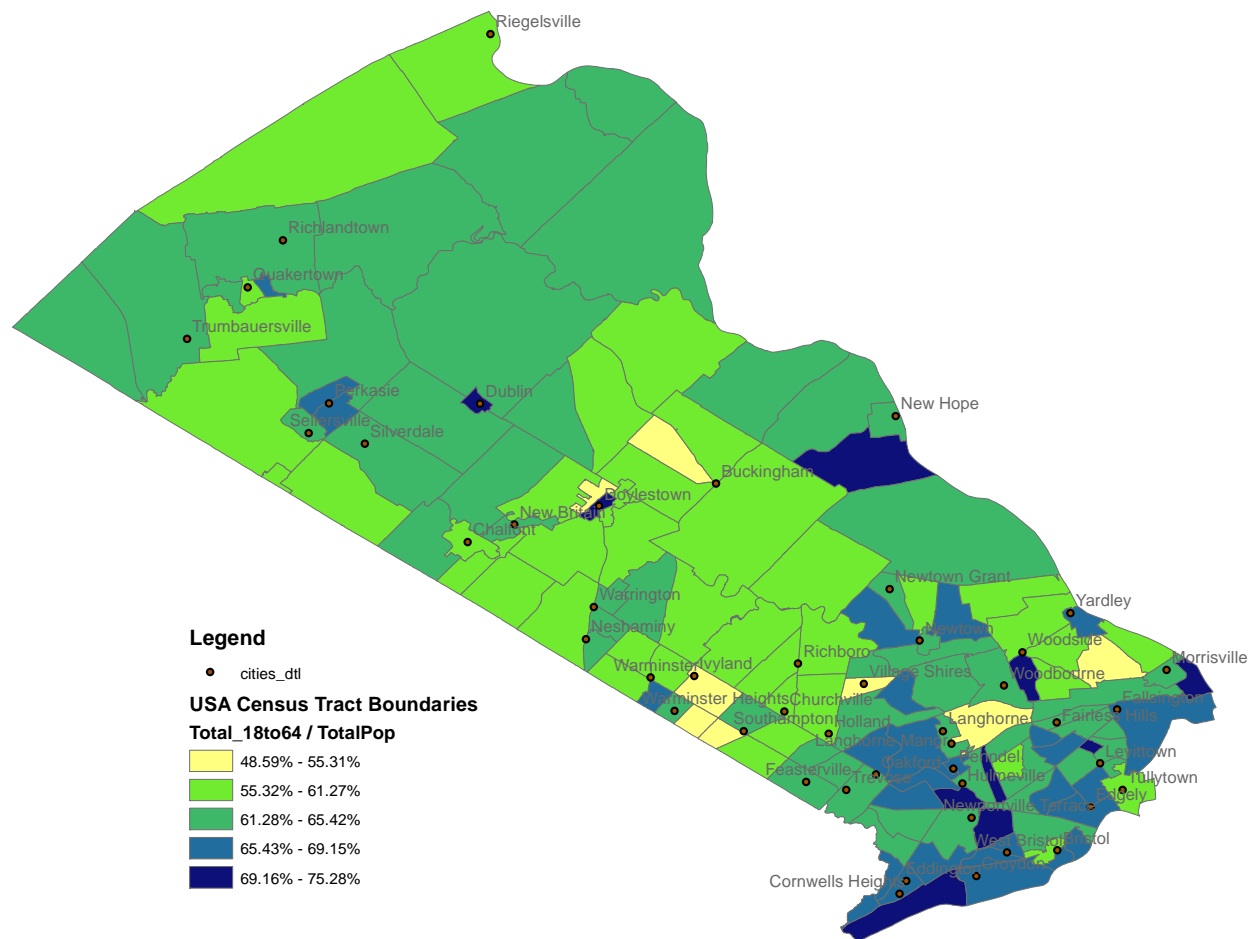 Riegelsville
Richlandtown
Quakertown
Trumbauersville
Perkasie
Dublin
Sellersville
Silverdale
New Hope
Buckingham
Doylestown
New Britain
Chalfont
Newtown Grant
Warrington
Yardley
Neshaminy
Newtown
Woodside
Richboro
Morrisville
Warminster
Ivyland
Village Shires
Woodbourne
Warminster Heights
Churchville
Fallsington
Southampton
Holland
Langhorne
Fairless Hills
Langhorne Manor
Penndel
Levittown
Feasterville
Trevose
Oakford
Hulmeville
Tullytown
Newportville Terrace
Edgely
West Bristol
Bristol
Eddington
Croydon
Cornwells Heights
Legend
cities_dtl
USA Census Tract Boundaries
Total_18to64 / TotalPop
48.59% - 55.31%
55.32% - 61.27%
61.28% - 65.42%
65.43% - 69.15%
69.16% - 75.28%